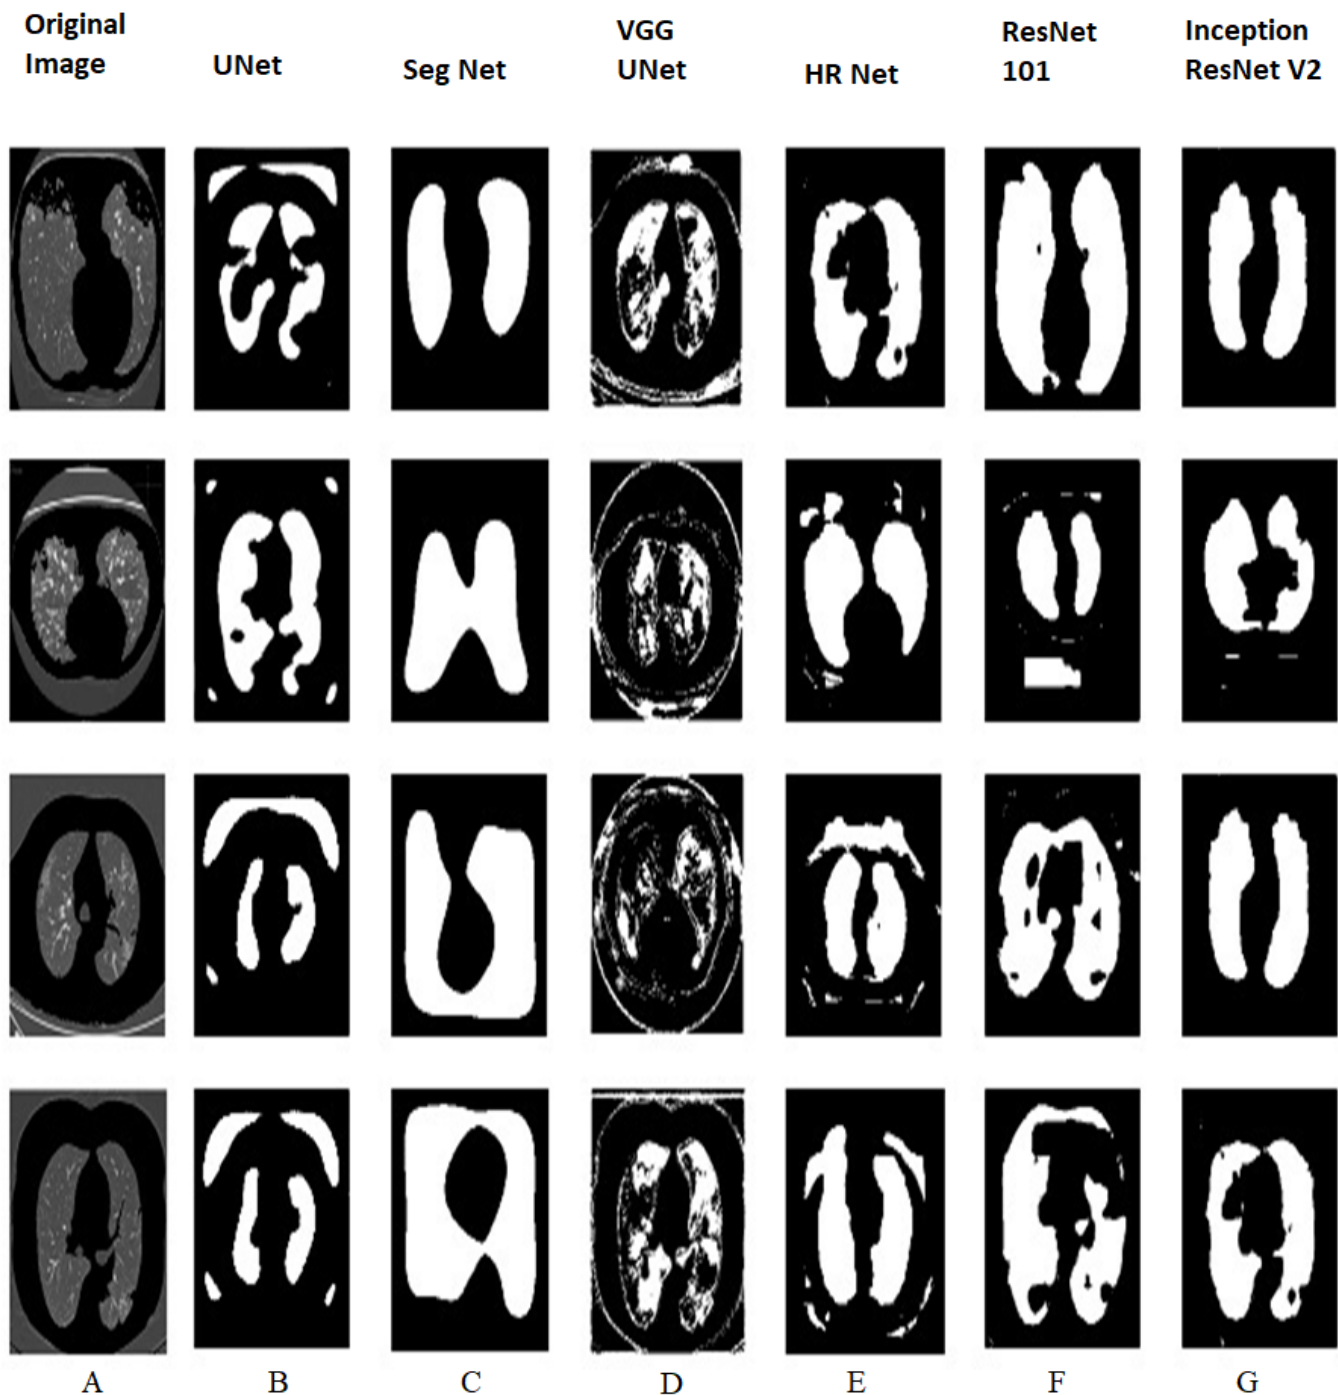 Original
Image
UNet
Seg Net
VGG
UNet
HR Net
ResNet
101
Inception
ResNet V2
A
B
C
D
E
F
G